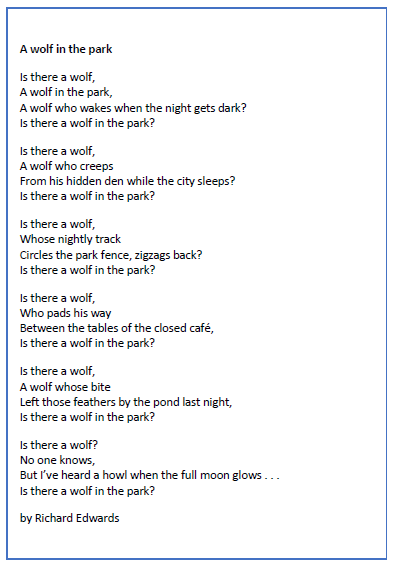 A wolf in the park
Is there a wolf,
A wolf in the park,
A wolf who wakes when the night gets dark?
Is there a wolf in the park?
Is there a wolf,
A wolf who creeps
From his hidden den while the city sleeps?
Is there a wolf in the park?
Is there a wolf,
Whose nightly track
Circles the park fence, zigzags back?
Is there a wolf in the park?
Is there a wolf,
Who pads his way
Between the tables of the closed café,
Is there a wolf in the park?
Is there a wolf,
A wolf whose bite
Left those feathers by the pond last night,
Is there a wolf in the park?
Is there a wolf?
No one knows,
But I've heard a howl when the full moon glows . . .
Is there a wolf in the park?
by Richard Edwards